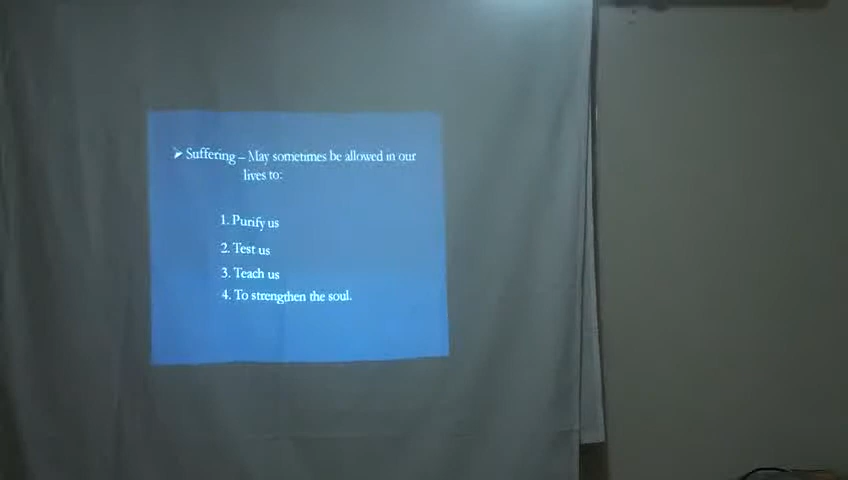 ➢ Suffering – May sometimes be allowed in our
lives to:
1. Purify us
2. Test us
3. Teach us
4. To strengthen the soul.